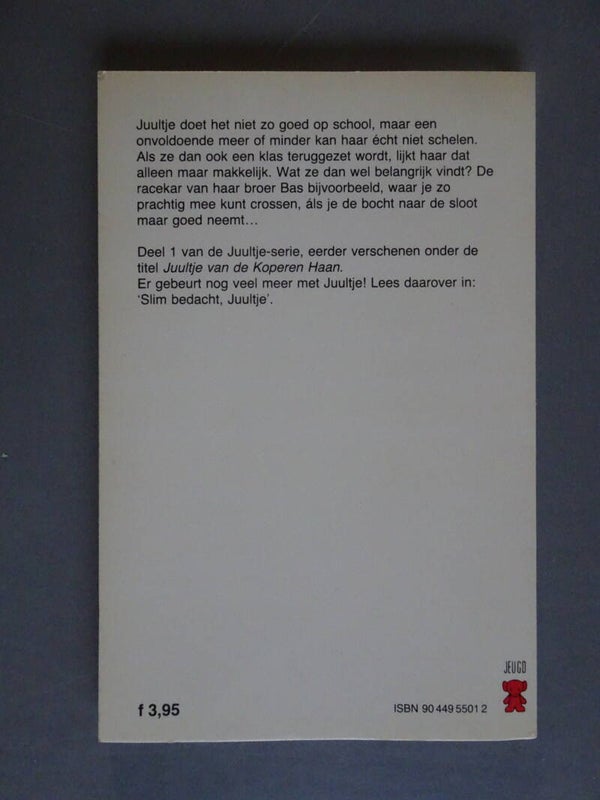 Juultje doet het niet zo goed op school, maar een
onvoldoende meer of minder kan haar écht niet schelen.
Als ze dan ook een klas teruggezet wordt, lijkt haar dat
alleen maar makkelijk. Wat ze dan wel belangrijk vindt? De
racekar van haar broer Bas bijvoorbeeld, waar je zo
prachtig mee kunt crossen, áls je de bocht naar de sloot
maar goed neemt...
Deel 1 van de Juultje-serie, eerder verschenen onder de
titel Juultje van de Koperen Haan.
Er gebeurt nog veel meer met Juultje! Lees daarover in:
‘Slim bedacht, Juultje’.
JEUGD
f 3,95
ISBN 90 449 5501 2